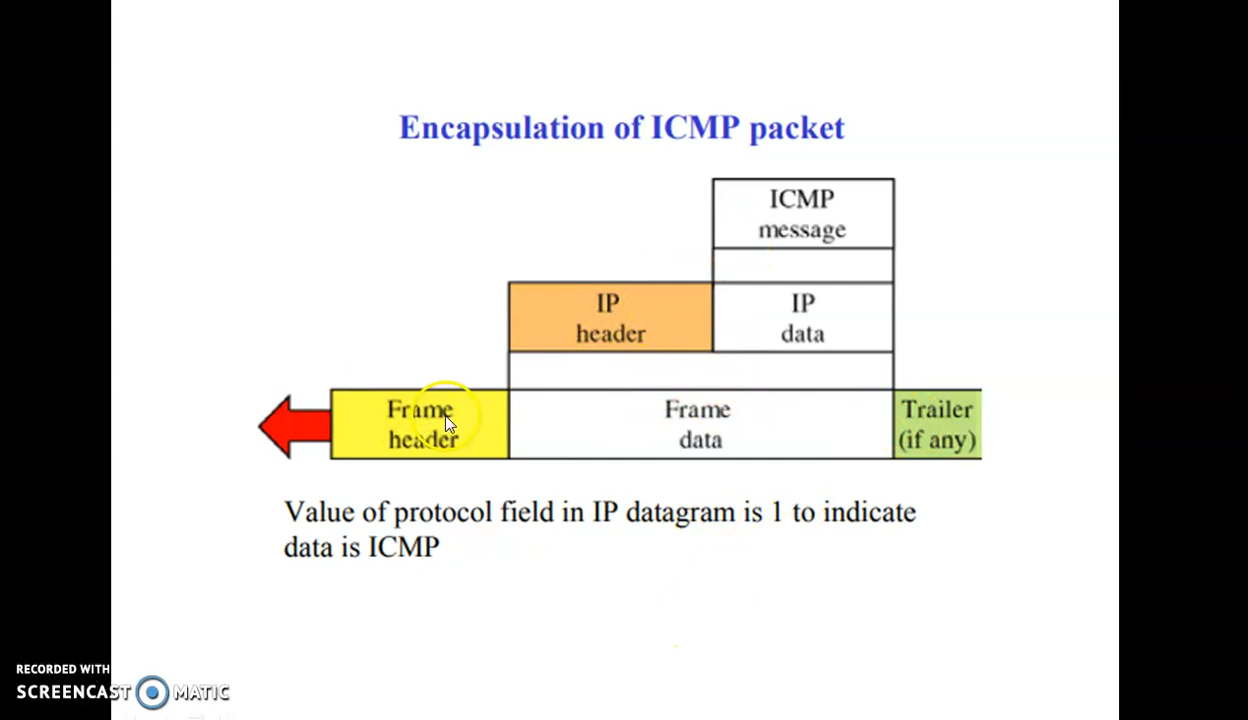 Encapsulation of ICMP packet
ICMP
message
IP
header
IP
data
Frame
header
Frame
data
Trailer
(if any)
Value of protocol field in IP datagram is 1 to indicate
data is ICMP
RECORDED WITH
SCREENCAST MATIC